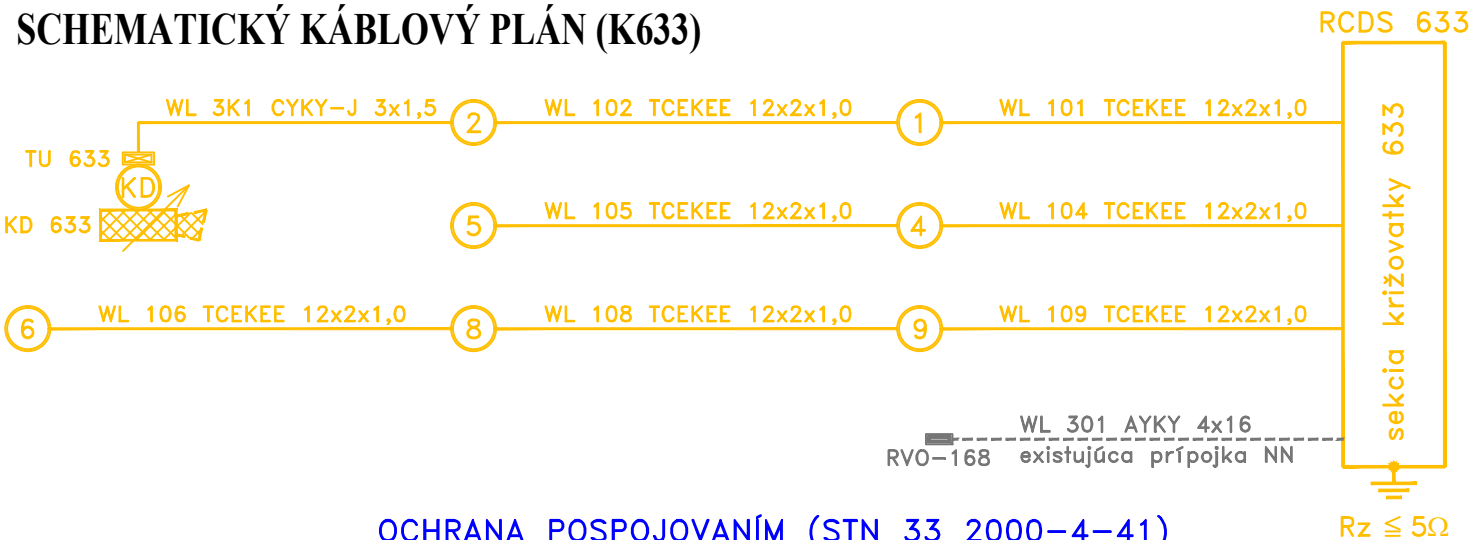 SCHEMATICKÝ KÁBLOVÝ PLÁN (K633)
RCDS 633
WL 3K1 CYKY-J 3x1,5
2
WL 102 TCEKEE 12x2x1,0
1
WL 101 TCEKEE 12x2x1,0
TU 633
KD
KD 633
5
WL 105 TCEKEE 12x2x1,0
4
WL 104 TCEKEE 12x2x1,0
6
WL 106 TCEKEE 12x2x1,0
8
WL 108 TCEKEE 12x2x1,0
9
WL 109 TCEKEE 12x2x1,0
sekcia križovatky 633
WL 301 AYKY 4x16
RVO-168
existujúca prípojka NN
OCHRANA POSPOJOVANÍM (STN 33 2000-4-41)
Rz ≦ 5Ω